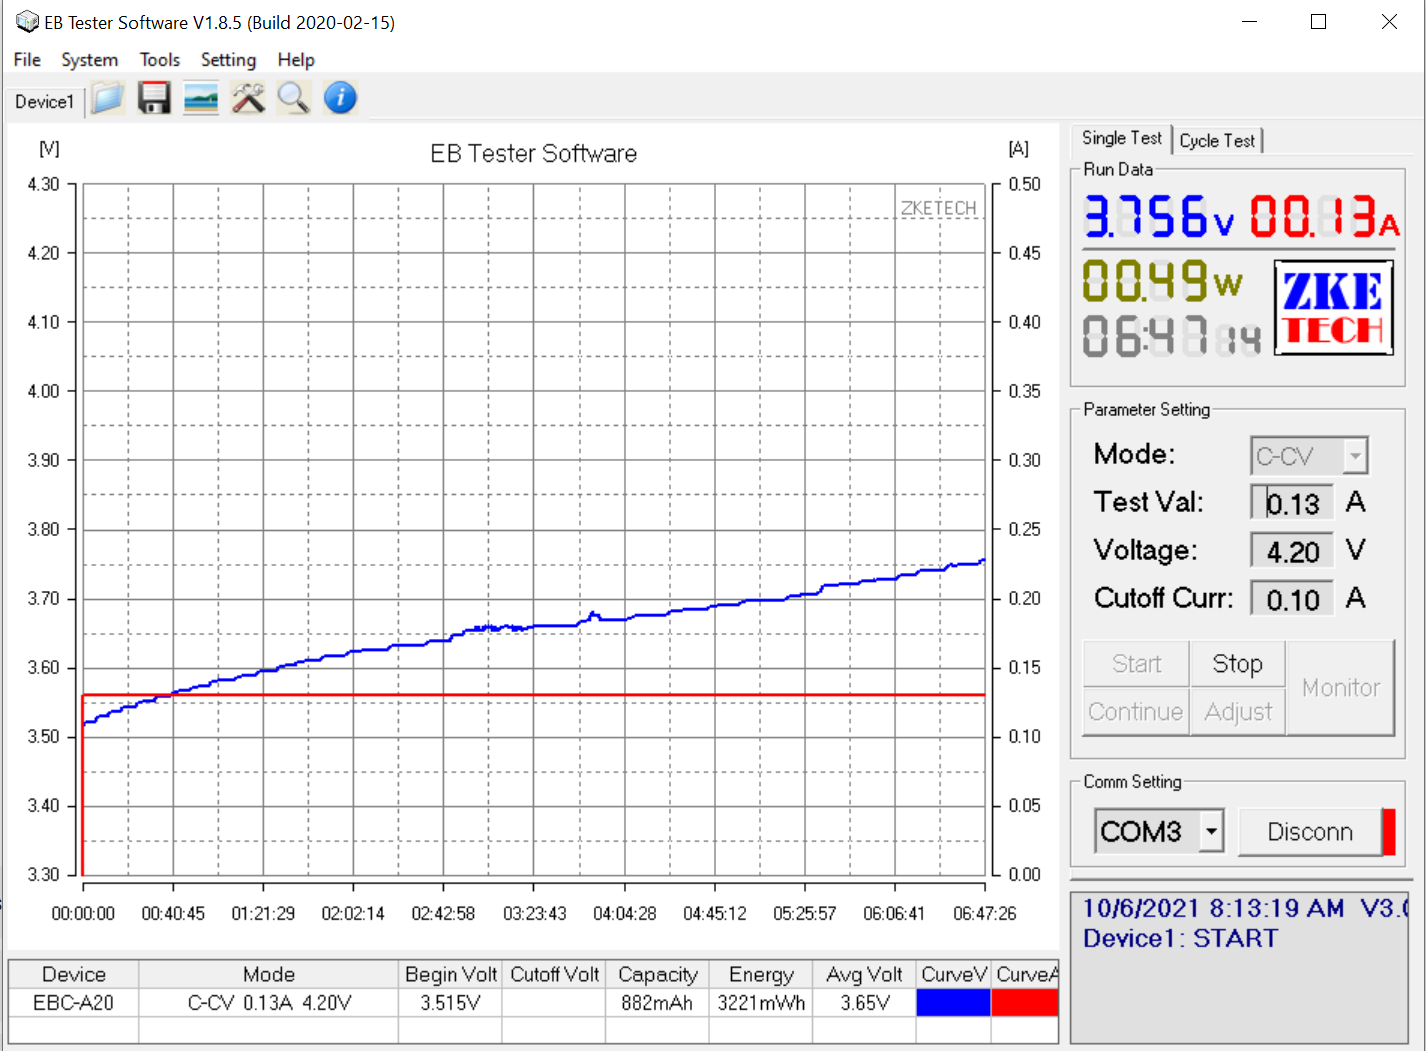 EB Tester Software V1.8.5 (Build 2020-02-15)
File System Tools Setting Help
Device1
[V] EB Tester Software [A]
ZKETECH
4.30
4.20
4.10
4.00
3.90
3.80
3.70
3.60
3.50
3.40
3.30
0.50
0.45
0.40
0.35
0.30
0.25
0.20
0.15
0.10
0.05
0.00
00:00:00 00:40:45 01:21:29 02:02:14 02:42:58 03:23:43 04:04:28 04:45:12 05:25:57 06:06:41 06:47:26
Device Mode Begin Volt Cutoff Volt Capacity Energy Avg Volt CurveV CurveA
EBC-A20 C-CV 0.13A 4.20V 3.515V 882mAh 3221mWh 3.65V
Single Test Cycle Test
Run Data
3.756V 00.13A
00.49W
06:47 14
ZKE
TECH
Parameter Setting
Mode: C-CV
Test Val: 0.13 A
Voltage: 4.20 V
Cutoff Curr: 0.10 A
Start Stop Monitor
Continue Adjust
Comm Setting
COM3 Disconn
10/6/2021 8:13:19 AM
Device1: START